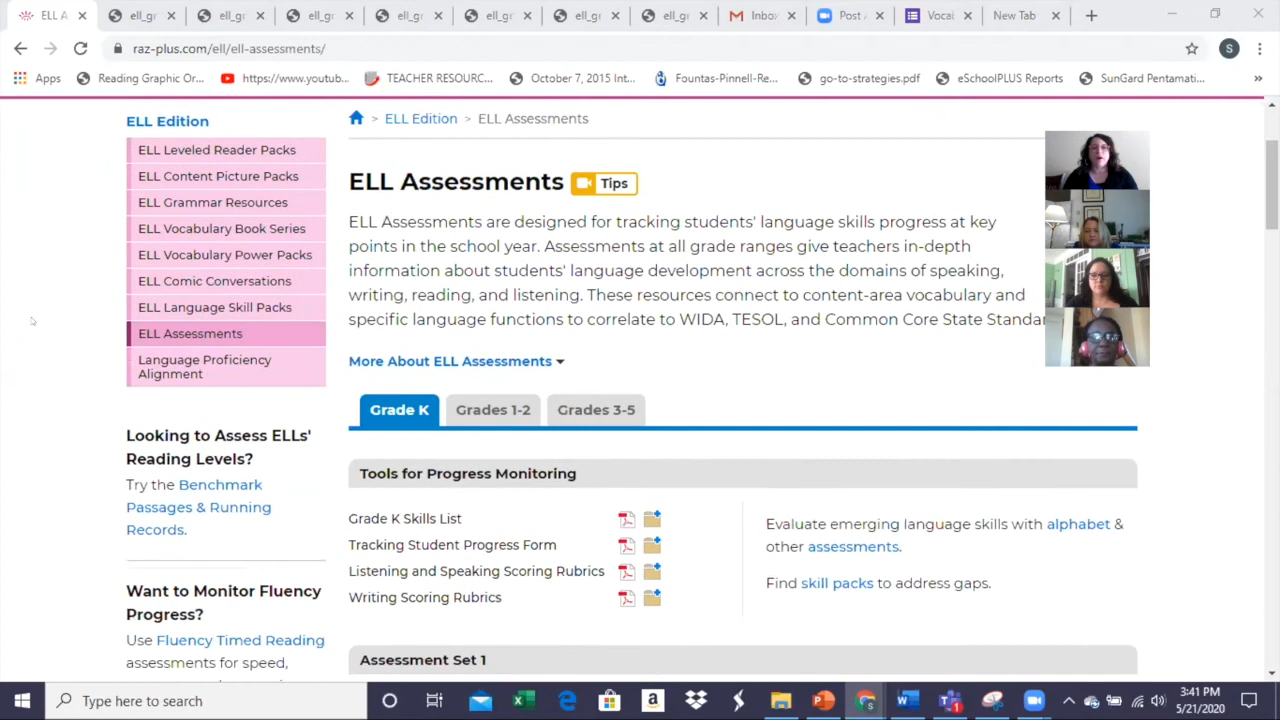 ELL A
ell_gr
ell_gr
ell_gr
ell_gr
ell_gr
ell_gr
ell_gr
Inbox
Post A
Vocal
New Tab
raz-plus.com/ell/ell-assessments/
S
Apps
Reading Graphic Or...
https://www.youtub...
TEACHER RESOURC...
October 7, 2015 Int...
Fountas-Pinnell-Re...
go-to-strategies.pdf
eSchoolPLUS Reports
SunGard Pentamati...
»
ELL Edition
ELL Leveled Reader Packs
ELL Content Picture Packs
ELL Grammar Resources
ELL Vocabulary Book Series
ELL Vocabulary Power Packs
ELL Comic Conversations
ELL Language Skill Packs
ELL Assessments
Language Proficiency
Alignment
Looking to Assess ELLs'
Reading Levels?
Try the Benchmark
Passages & Running
Records.
Want to Monitor Fluency
Progress?
Use Fluency Timed Reading
assessments for speed,
> ELL Edition > ELL Assessments
ELL Assessments Tips
ELL Assessments are designed for tracking students' language skills progress at key
points in the school year. Assessments at all grade ranges give teachers in-depth
information about students' language development across the domains of speaking,
writing, reading, and listening. These resources connect to content-area vocabulary and
specific language functions to correlate to WIDA, TESOL, and Common Core State Standar
More About ELL Assessments
Grade K Grades 1-2 Grades 3-5
Tools for Progress Monitoring
Grade K Skills List
Tracking Student Progress Form
Listening and Speaking Scoring Rubrics
Writing Scoring Rubrics
Evaluate emerging language skills with alphabet &
other assessments.
Find skill packs to address gaps.
Assessment Set 1
Type here to search
3:41 PM
5/21/2020